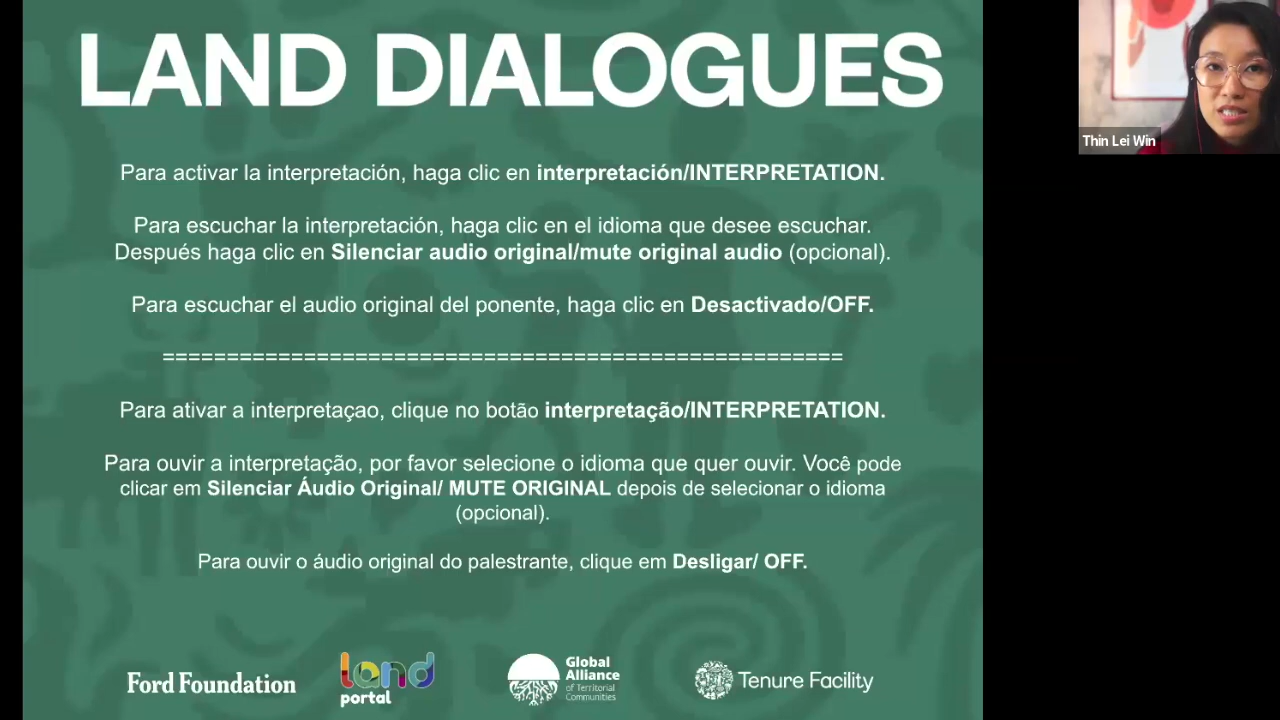 LAND DIALOGUES
Para activar la interpretación, haga clic en interpretación/INTERPRETATION.
Para escuchar la interpretación, haga clic en el idioma que desee escuchar.
Después haga clic en Silenciar audio original/mute original audio (opcional).
Para escuchar el audio original del ponente, haga clic en Desactivado/OFF.
=====================================================
Para ativar a interpretaçao, clique no botão interpretação/INTERPRETATION.
Para ouvir a interpretação, por favor selecione o idioma que quer ouvir. Você pode
clicar em Silenciar Áudio Original/ MUTE ORIGINAL depois de selecionar o idioma
(opcional).
Para ouvir o áudio original do palestrante, clique em Desligar/ OFF.
Ford Foundation
land
portal
Global
Alliance
of Territorial
Communities
Tenure Facility
Thin Lei Win